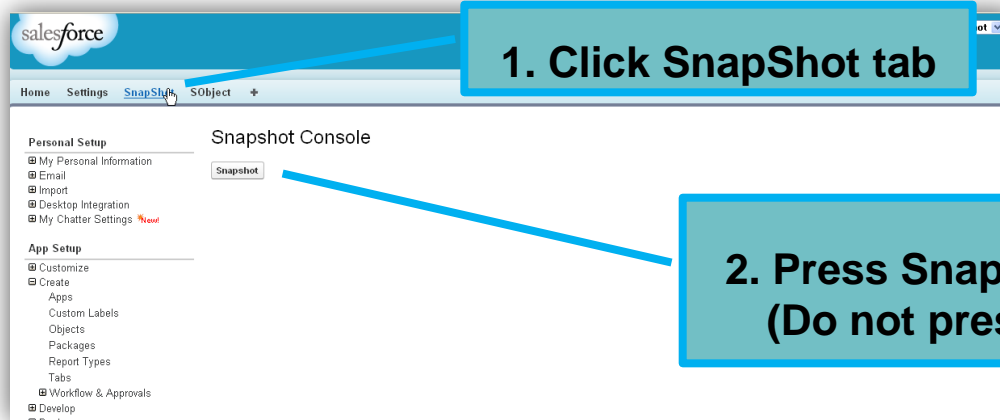 salesforce
1. Click SnapShot tab
Home Settings SnapShot SObject +
Personal Setup
My Personal Information
Email
Import
Desktop Integration
My Chatter Settings New!
App Setup
Customize
Create
Apps
Custom Labels
Objects
Packages
Report Types
Tabs
Workflow & Approvals
Develop
Snapshot Console
Snapshot
2. Press Snap
(Do not pres